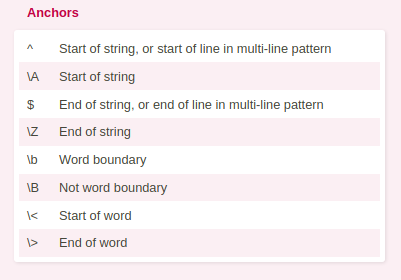 Anchors
^ Start of string, or start of line in multi-line pattern
\A Start of string
$ End of string, or end of line in multi-line pattern
\Z End of string
\b Word boundary
\B Not word boundary
\< Start of word
\> End of word